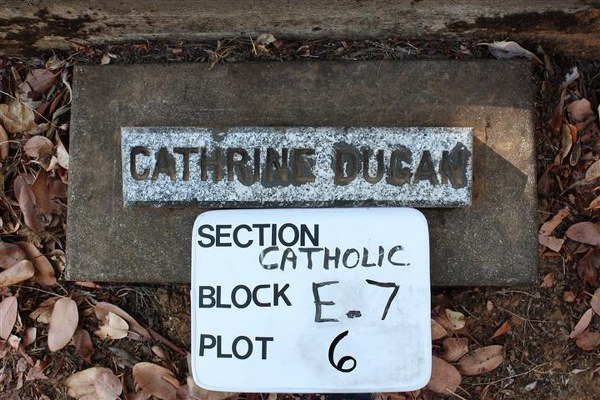 CATHRINE DUGAN
SECTION
CATHOLIC.
BLOCK E-7
PLOT 6